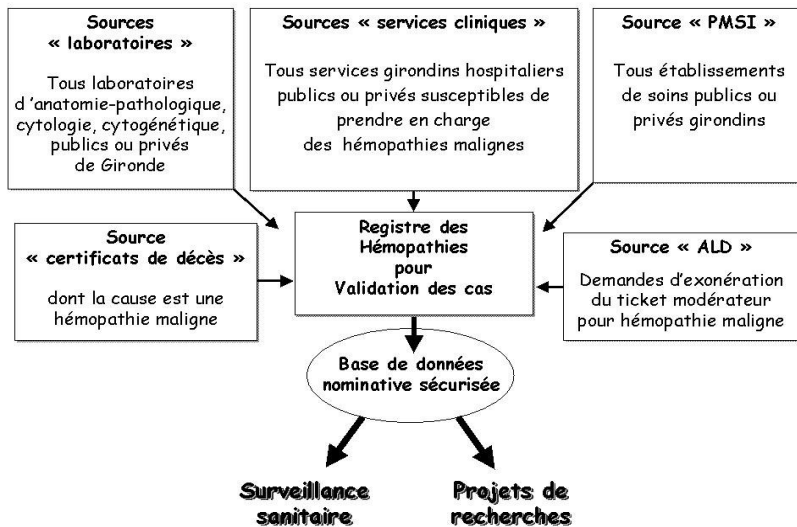 Sources
« laboratoires »
Tous laboratoires
d'anatomie-pathologique,
cytologie, cytogénétique,
publics ou privés
de Gironde
Sources « services cliniques »
Tous services girondins hospitaliers
publics ou privés susceptibles de
prendre en charge
des hémopathies malignes
Source « PMSI »
Tous établissements
de soins publics ou
privés girondins
Source
« certificats de décès »
dont la cause est une
hémopathie maligne
Registre des
Hémopathies
pour
Validation des cas
Source « ALD »
Demandes d'exonération
du ticket modérateur
pour hémopathie maligne
Base de données
nominative sécurisée
Surveillance
sanitaire
Projets de
recherches